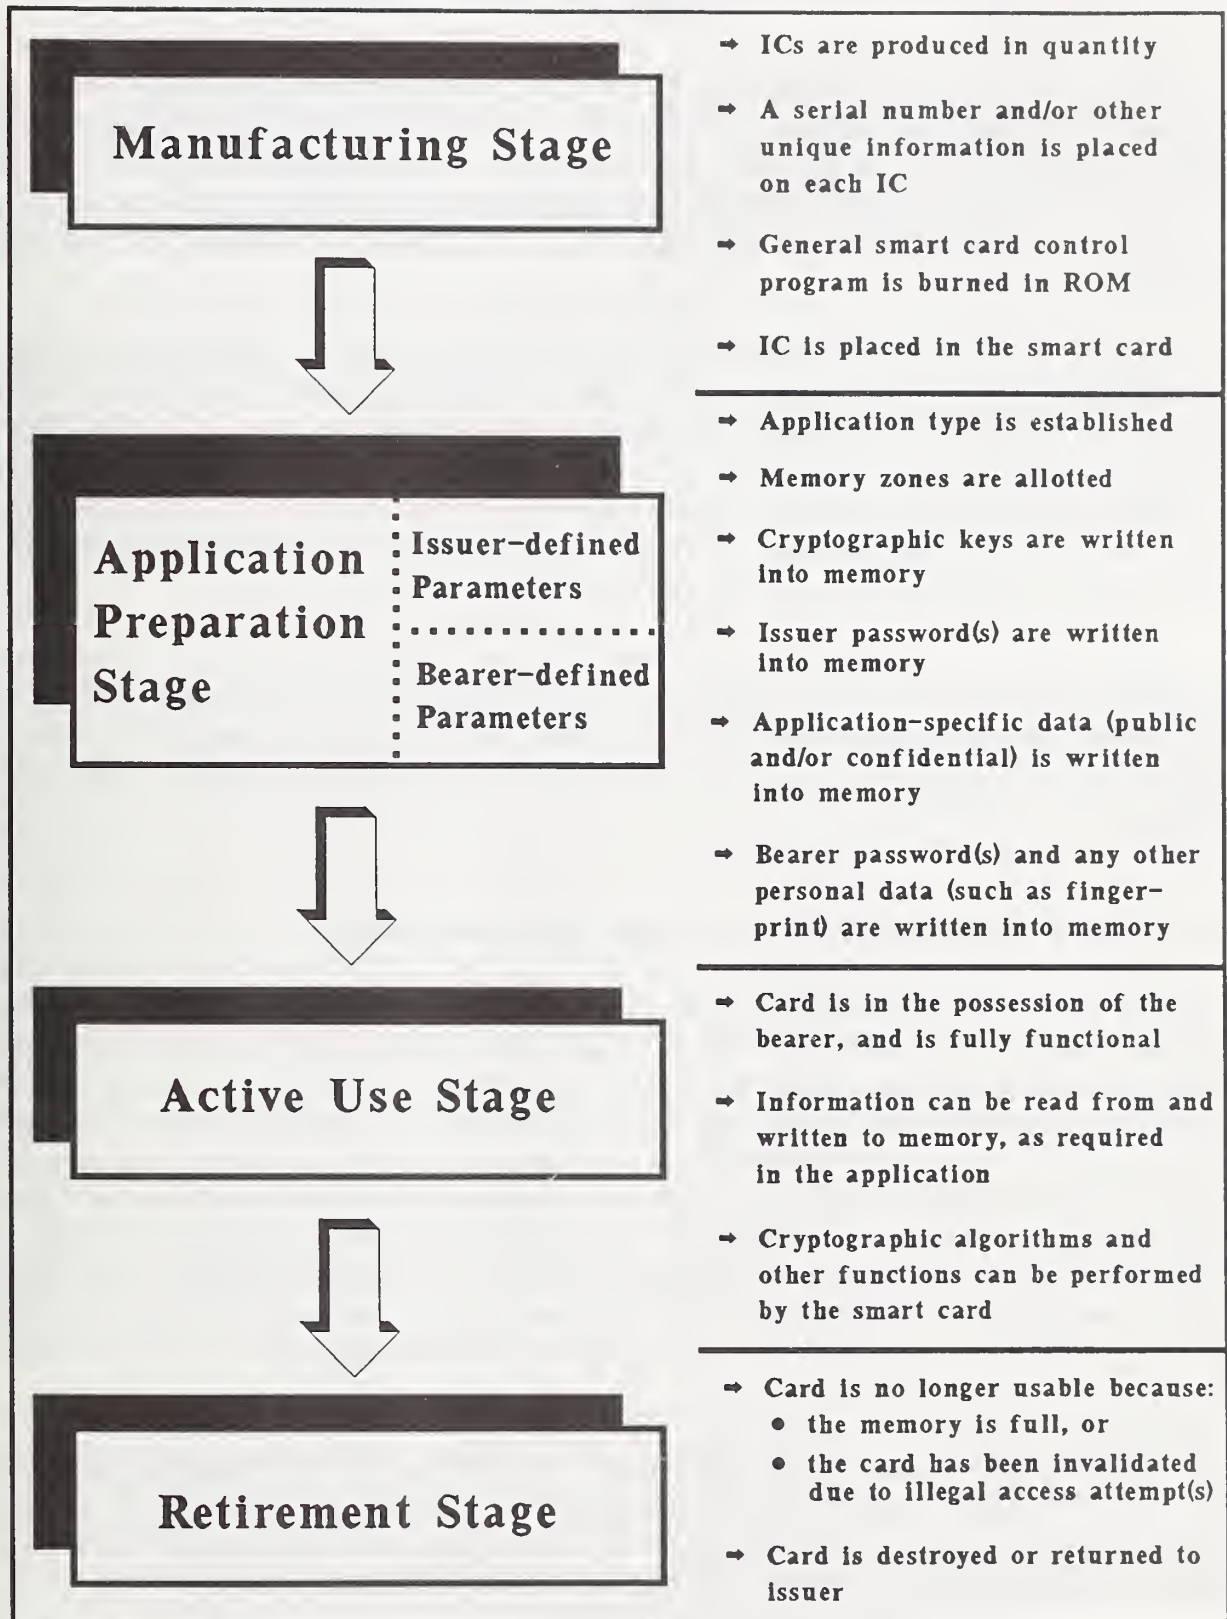 Manufacturing Stage
→ ICs are produced in quantity
→ A serial number and/or other
unique information is placed
on each IC
→ General smart card control
program is burned in ROM
→ IC is placed in the smart card
Application
Preparation
Stage
Issuer-defined
Parameters
Bearer-defined
Parameters
→ Application type is established
→ Memory zones are allotted
→ Cryptographic keys are written
into memory
→ Issuer password(s) are written
into memory
→ Application-specific data (public
and/or confidential) is written
into memory
→ Bearer password(s) and any other
personal data (such as finger-
print) are written into memory
Active Use Stage
→ Card is in the possession of the
bearer, and is fully functional
→ Information can be read from and
written to memory, as required
in the application
→ Cryptographic algorithms and
other functions can be performed
by the smart card
Retirement Stage
→ Card is no longer usable because:
• the memory is full, or
• the card has been invalidated
due to illegal access attempt(s)
→ Card is destroyed or returned to
issuer